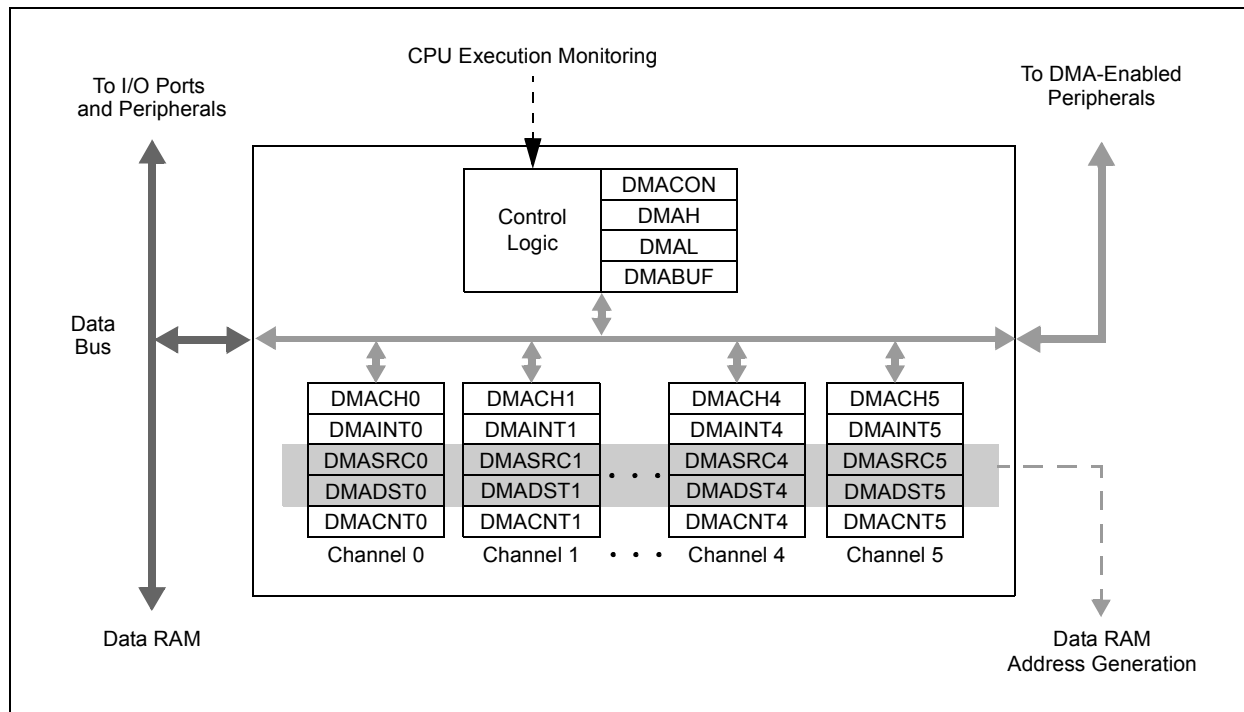 CPU Execution Monitoring
To I/O Ports
and Peripherals
To DMA-Enabled
Peripherals
Control
Logic
DMACON
DMAH
DMAL
DMABUF
Data
Bus
DMACH0
DMAINT0
DMASRC0
DMADST0
DMACNT0
Channel 0
DMACH1
DMAINT1
DMASRC1
DMADST1
DMACNT1
Channel 1
DMACH4
DMAINT4
DMASRC4
DMADST4
DMACNT4
Channel 4
DMACH5
DMAINT5
DMASRC5
DMADST5
DMACNT5
Channel 5
Data RAM
Data RAM
Address Generation